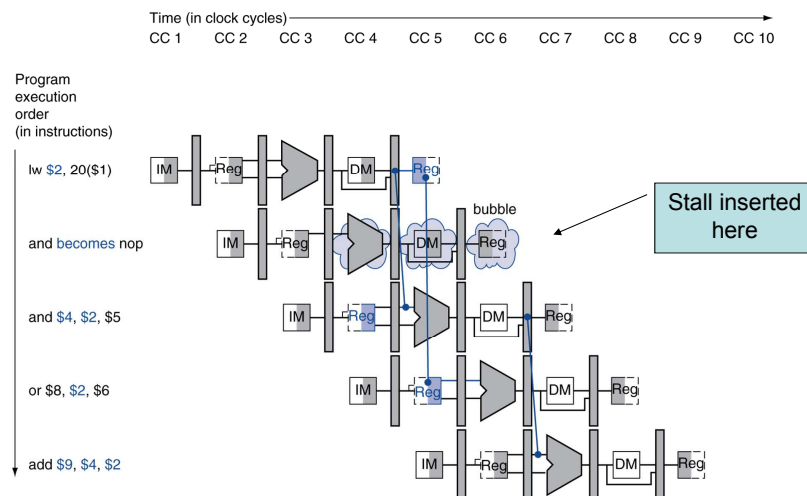 Time (in clock cycles)
CC 1 CC 2 CC 3 CC 4 CC 5 CC 6 CC 7 CC 8 CC 9 CC 10
Program
execution
order
(in instructions)
lw $2, 20($1)
IM Reg DM Reg
bubble
Stall inserted
here
and becomes nop
IM Reg DM Reg
and $4, $2, $5
IM Reg DM Reg
or $8, $2, $6
IM Reg DM Reg
add $9, $4, $2
IM Reg DM Reg